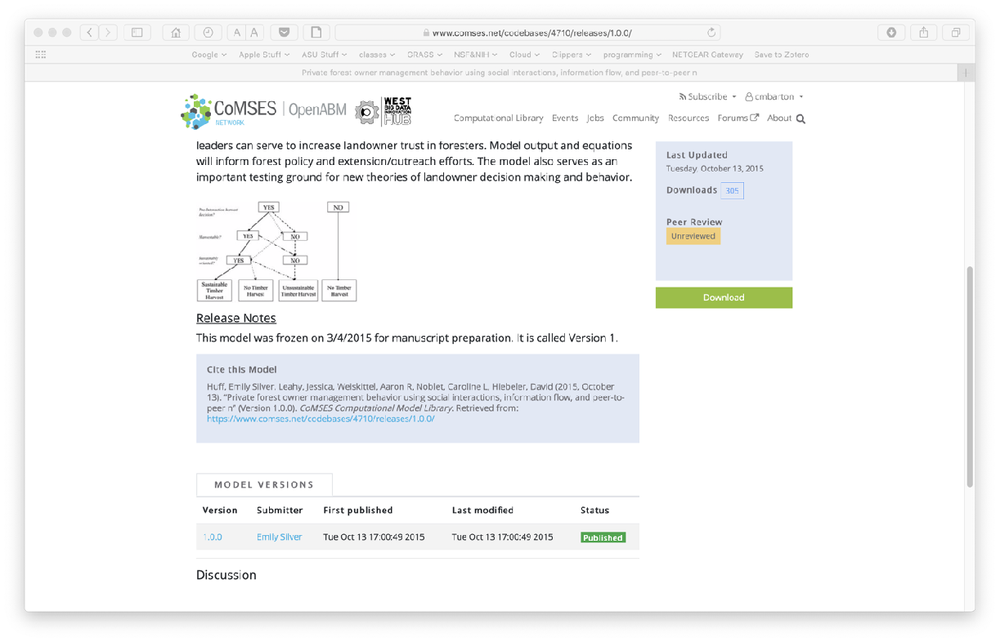 A A
www.comses.net/codebases/4710/releases/1.0.0/
Google Apple Stuff ASU Stuff classes GRASS NSF&NIH Cloud Clippers programming NETGEAR Gateway Save to Zotero
Private forest owner management behavior using social interactions, information flow, and peer-to-peer n
+
CoMSES OpenABM
NETWORK
WEST
BIG DATA
INNOVATION
HUB
Subscribe cmbarton
Computational Library Events Jobs Community Resources Forums About
leaders can serve to increase landowner trust in foresters. Model output and equations
will inform forest policy and extension/outreach efforts. The model also serves as an
important testing ground for new theories of landowner decision making and behavior.
YES NO
decision?
Harvestable?
YES NO
YES NO
Sustainable
Timber
Harvest
No Timber
Harvest
Unsustainable
Timber Harvest
No Timber
Harvest
Release Notes
This model was frozen on 3/4/2015 for manuscript preparation. It is called Version 1.
Cite this Model
Huff, Emily Silver, Leahy, Jessica, Weiskittel, Aaron R, Noblet, Caroline L, Hiebeler, David (2015, October
13). "Private forest owner management behavior using social interactions, information flow, and peer-to-
peer n" (Version 1.0.0). CoMSES Computational Model Library. Retrieved from:
https://www.comses.net/codebases/4710/releases/1.0.0/
MODEL VERSIONS
Version Submitter First published Last modified Status
1.0.0 Emily Silver Tue Oct 13 17:00:49 2015 Tue Oct 13 17:00:49 2015 Published
Discussion
Last Updated
Tuesday, October 13, 2015
Downloads 305
Peer Review
Unreviewed
Download